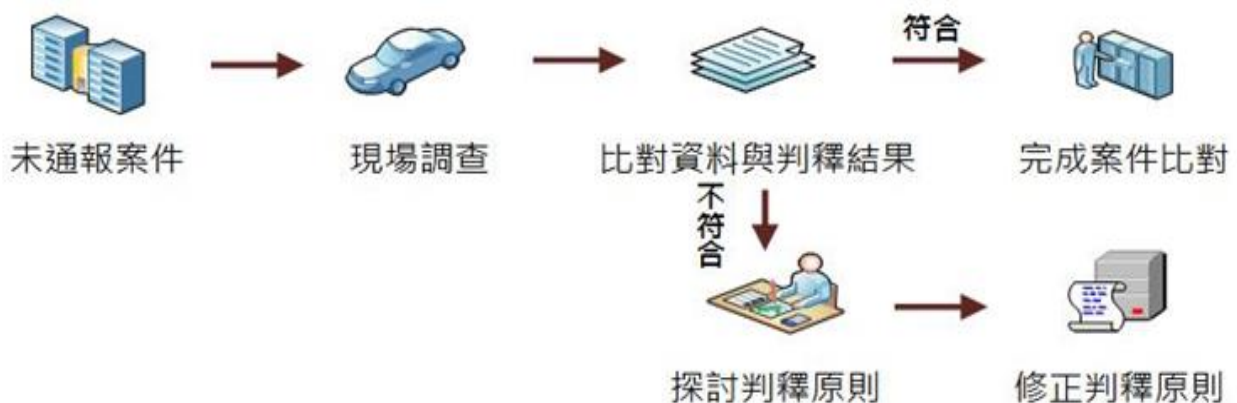 符合
未通報案件
現場調查
比對資料與判釋結果
完成案件比對
不符合
探討判釋原則
修正判釋原則